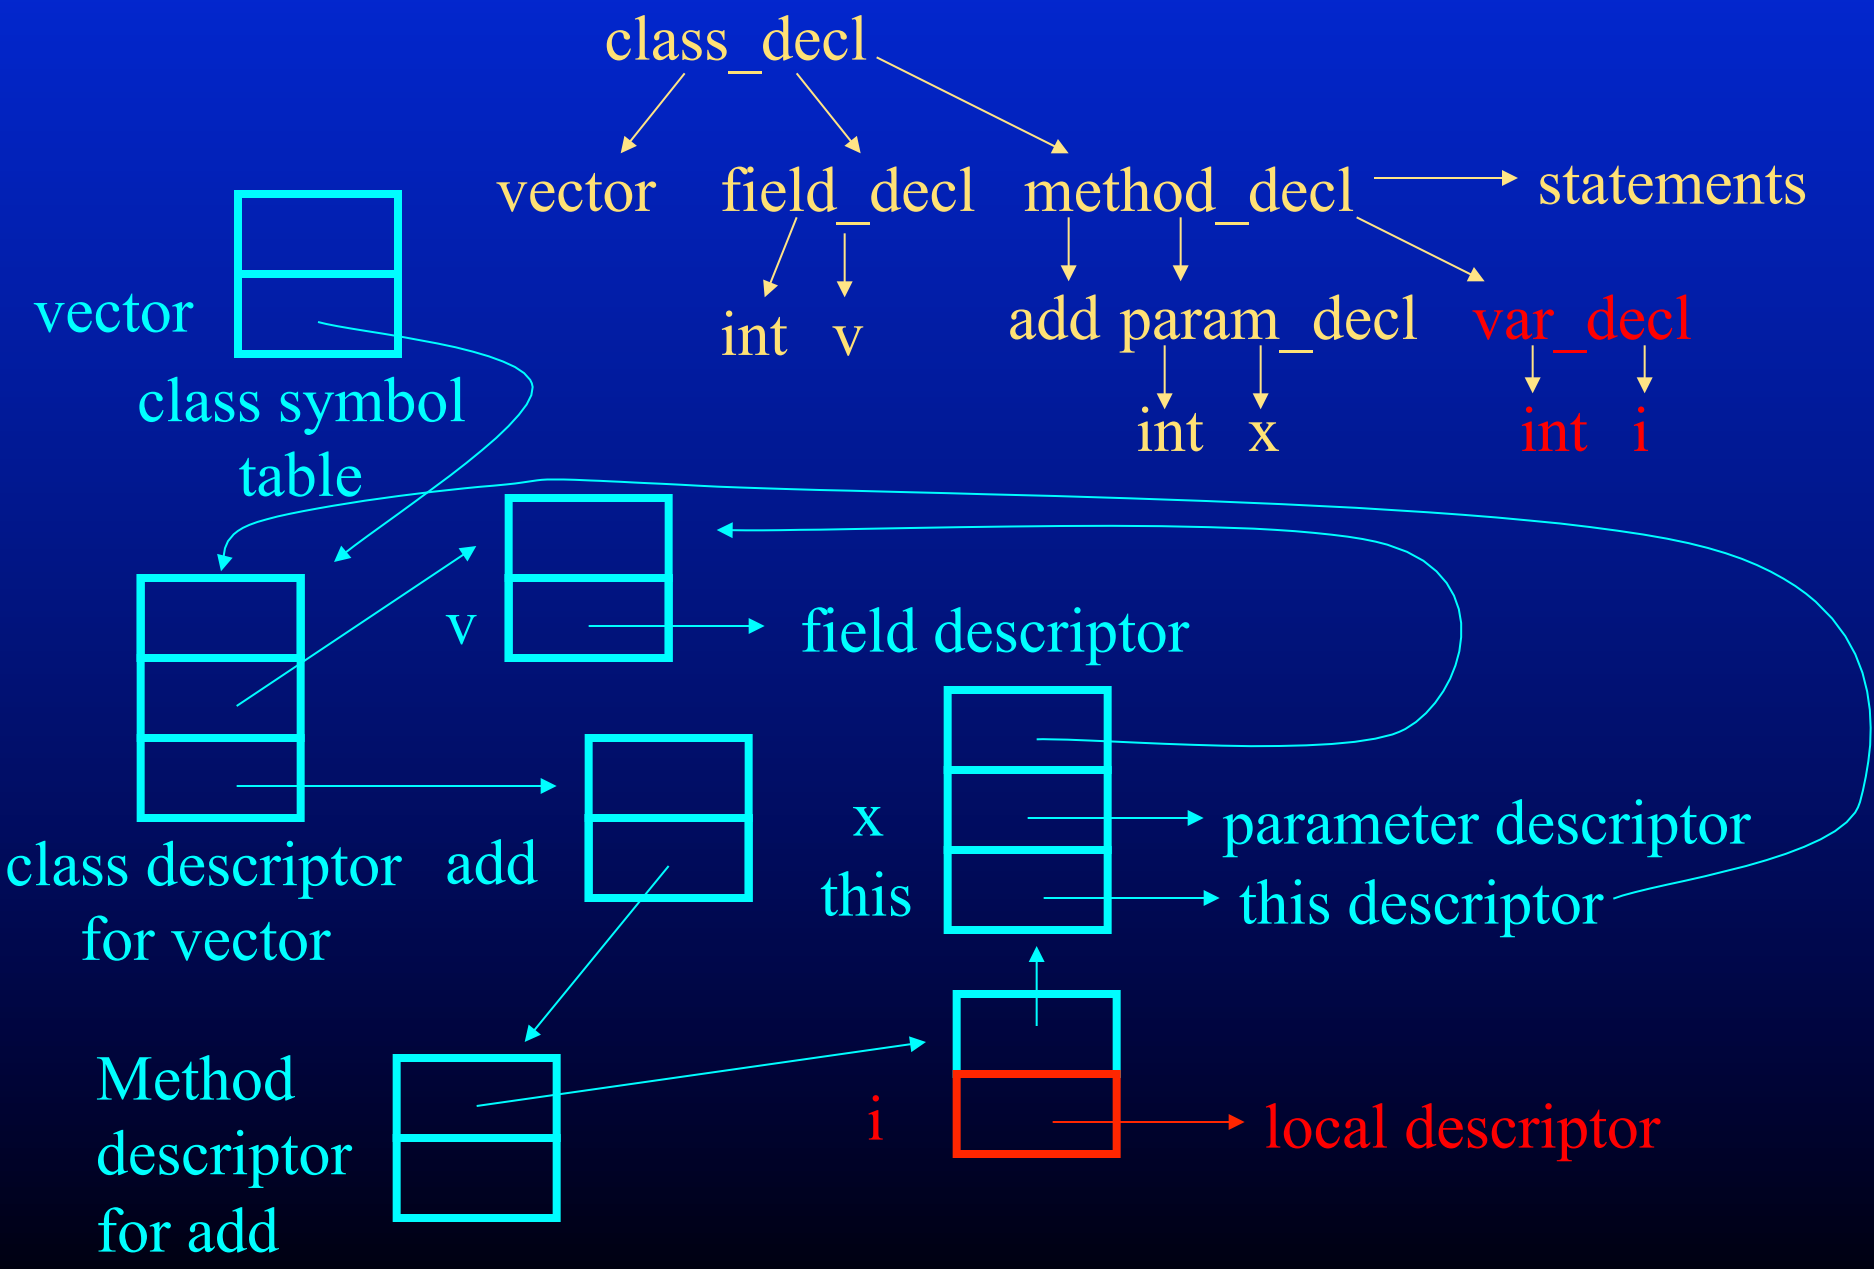 class_decl
vector field_decl method_decl statements
int v add param_decl var_decl
int x int i
vector
class symbol
table
v field descriptor
x parameter descriptor
this this descriptor
class descriptor
for vector
add
Method
descriptor
for add
i local descriptor